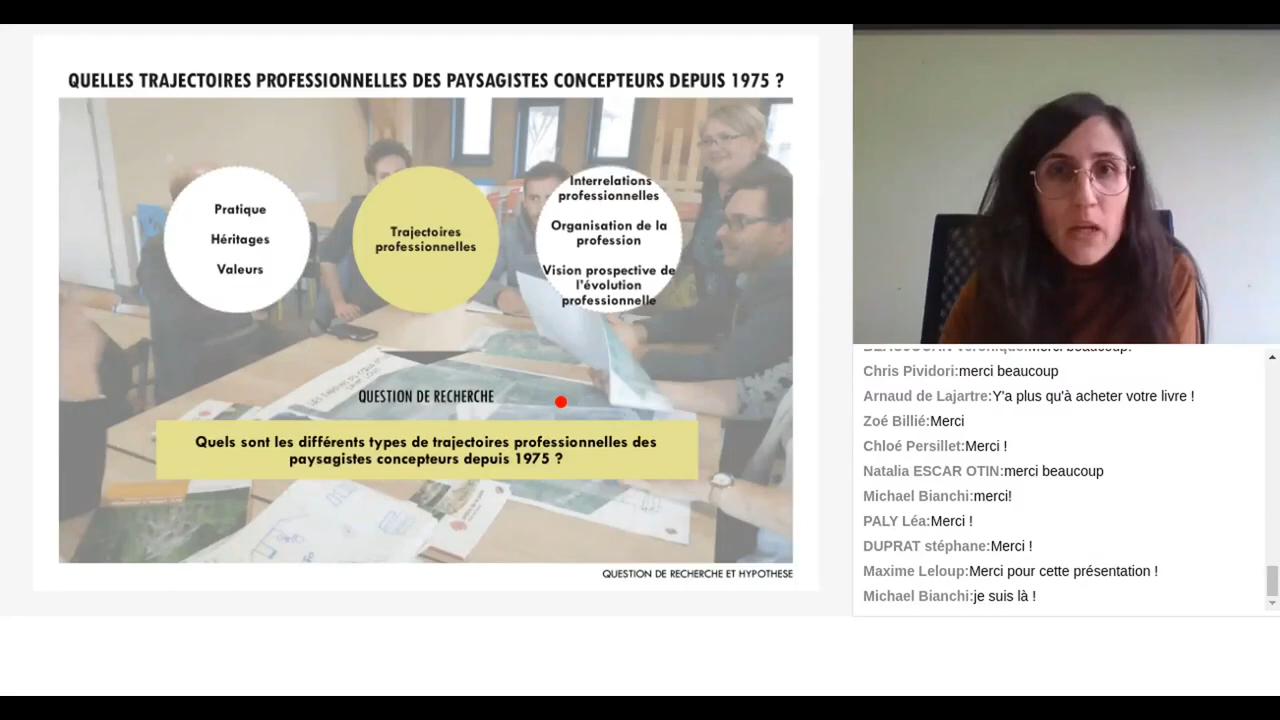 QUELLES TRAJECTOIRES PROFESSIONNELLES DES PAYSAGISTES CONCEPTEURS DEPUIS 1975 ?
Pratique
Héritages
Valeurs
Trajectoires
professionnelles
Interrelations
professionnelles
Organisation de la
profession
Vision prospective de
l'évolution
professionnelle
QUESTION DE RECHERCHE
Quels sont les différents types de trajectoires professionnelles des
paysagistes concepteurs depuis 1975 ?
QUESTION DE RECHERCHE ET HYPOTHESE
Chris Pividori:merci beaucoup
Arnaud de Lajartre:Y'a plus qu'à acheter votre livre !
Zoé Billié:Merci
Chloé Persillet:Merci !
Natalia ESCAR OTIN:merci beaucoup
Michael Bianchi:merci!
PALY Léa:Merci !
DUPRAT stéphane:Merci !
Maxime Leloup:Merci pour cette présentation !
Michael Bianchi:je suis là !